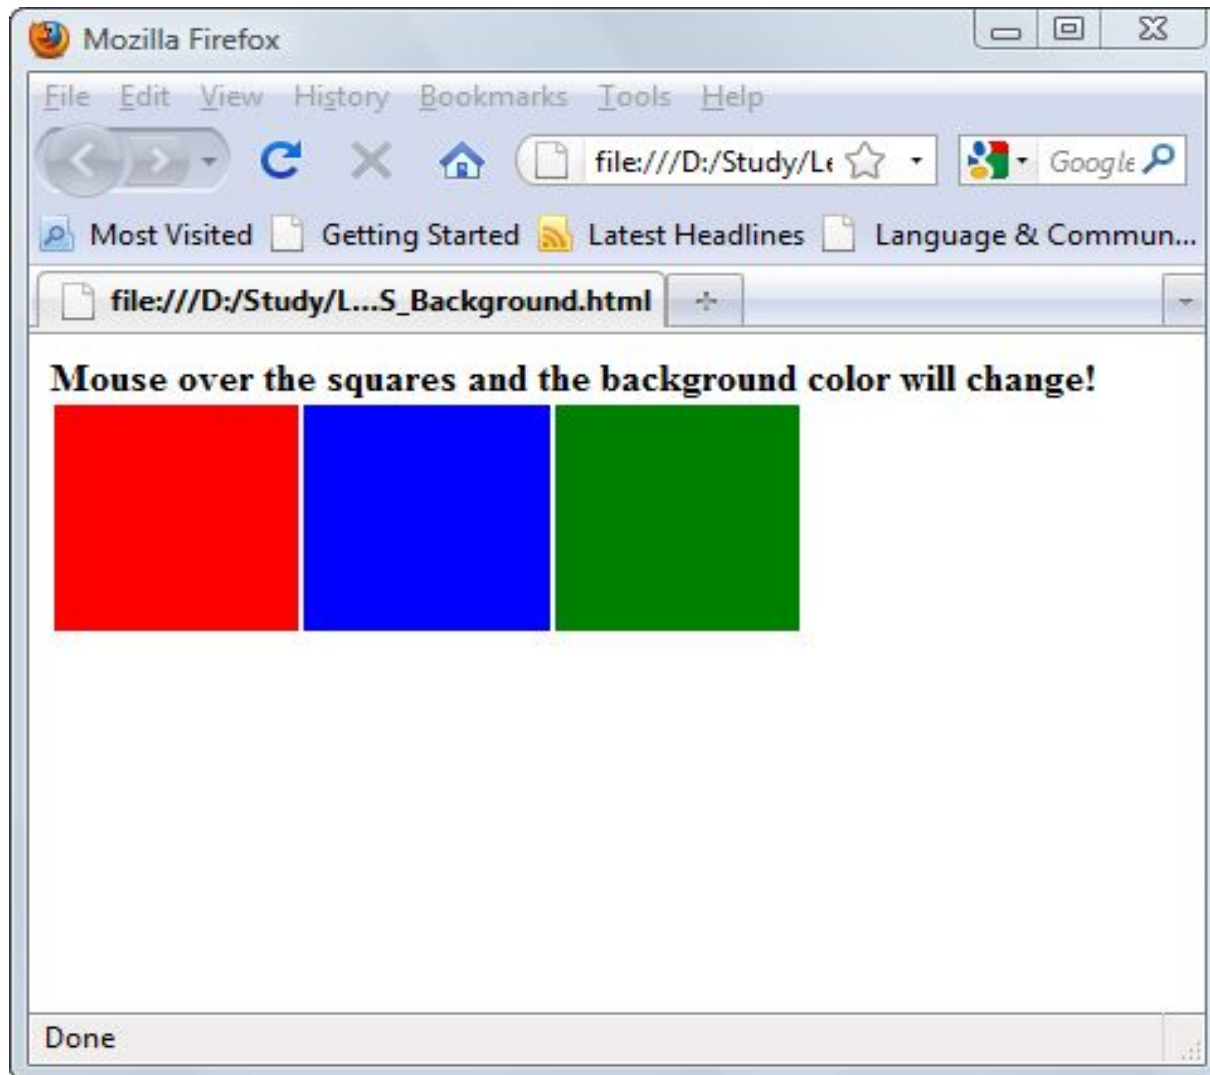 Mozilla Firefox
File Edit View History Bookmarks Tools Help
file:///D:/Study/Le Google
Most Visited Getting Started Latest Headlines Language & Commun...
file:///D:/Study/L...S_Background.html
Mouse over the squares and the background color will change!
Done